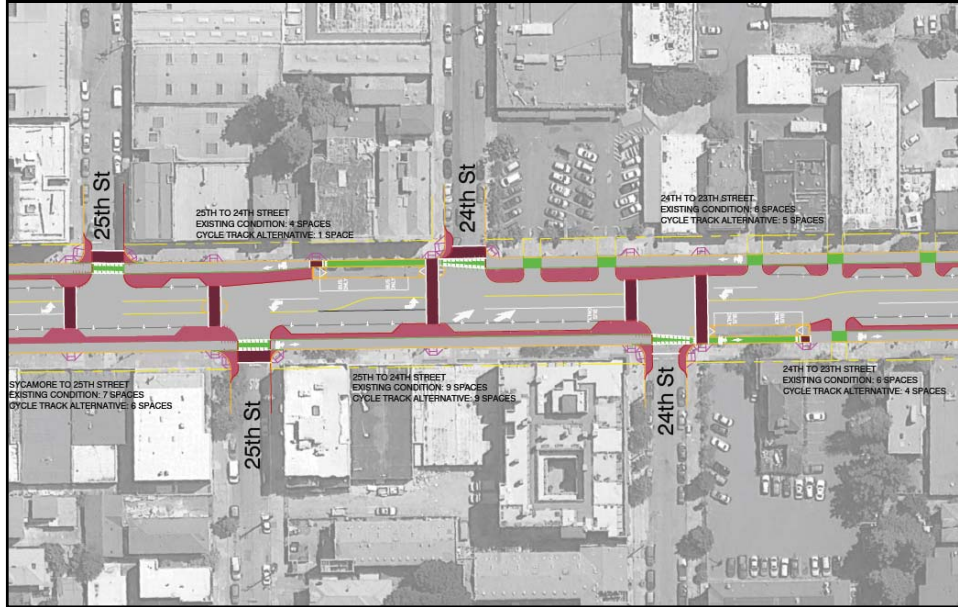 25th St
25TH TO 24TH STREET
EXISTING CONDITION: 4 SPACES
CYCLE TRACK ALTERNATIVE: 1 SPACE
24th St
24TH TO 23TH STREET
EXISTING CONDITION: 8 SPACES
CYCLE TRACK ALTERNATIVE: 5 SPACES
SYCAMORE TO 25TH STREET
EXISTING CONDITION: 7 SPACES
CYCLE TRACK ALTERNATIVE: 6 SPACES
25th St
25TH TO 24TH STREET
EXISTING CONDITION: 9 SPACES
CYCLE TRACK ALTERNATIVE: 9 SPACES
24th St
24TH TO 23TH STREET
EXISTING CONDITION: 6 SPACES
CYCLE TRACK ALTERNATIVE: 4 SPACES